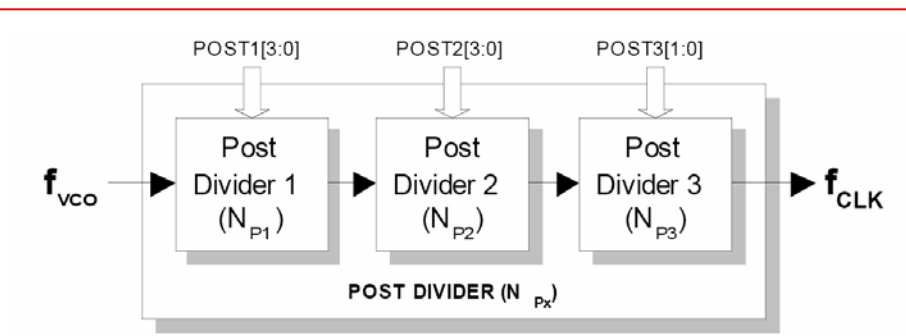 POST1[3:0] POST2[3:0] POST3[1:0]
Post Divider 1 (N P1 )
Post Divider 2 (N P2 )
Post Divider 3 (N P3 )
f VCO
f CLK
POST DIVIDER (N Px )